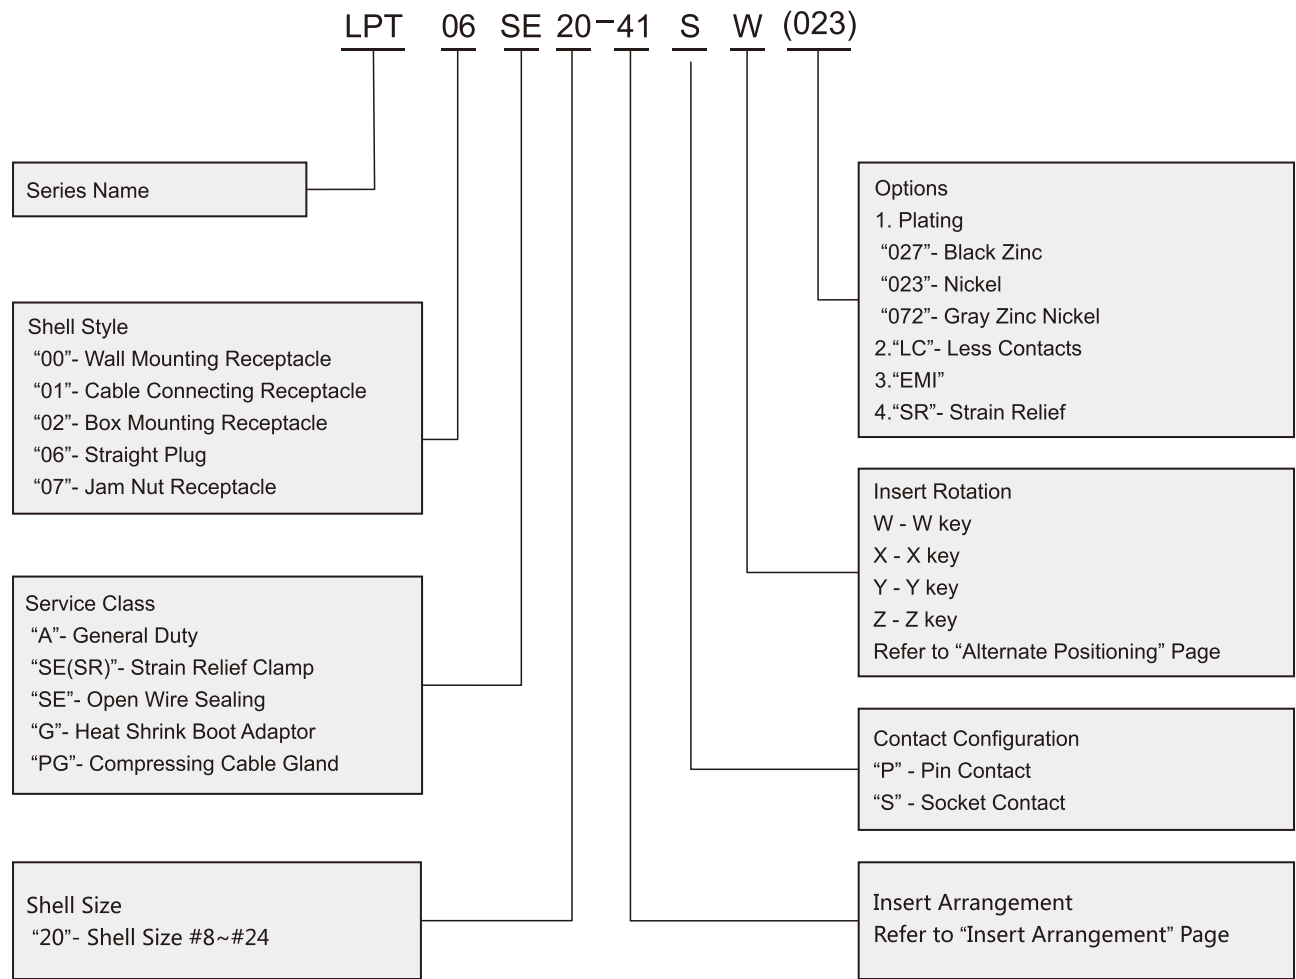 LPT 06 SE 20-41 S W (023)
Series Name
Shell Style
“00”- Wall Mounting Receptacle
“01”- Cable Connecting Receptacle
“02”- Box Mounting Receptacle
“06”- Straight Plug
“07”- Jam Nut Receptacle
Service Class
“A”- General Duty
“SE(SR)”- Strain Relief Clamp
“SE”- Open Wire Sealing
“G”- Heat Shrink Boot Adaptor
“PG”- Compressing Cable Gland
Shell Size
“20”- Shell Size #8~#24
Options
1. Plating
“027”- Black Zinc
“023”- Nickel
“072”- Gray Zinc Nickel
2.“LC”- Less Contacts
3.“EMI”
4.“SR”- Strain Relief
Insert Rotation
W - W key
X - X key
Y - Y key
Z - Z key
Refer to “Alternate Positioning” Page
Contact Configuration
“P” - Pin Contact
“S” - Socket Contact
Insert Arrangement
Refer to “Insert Arrangement” Page